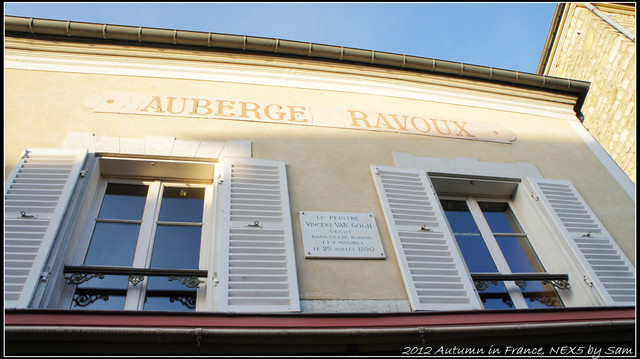 AUBERGE RAVOUX
LE PEINTRE
VINCENT VAN GOGH
VÉCUT
DANS CETTE MAISON
ET Y MOURUT
LE 29 JUILLET 1890
2012 Autumn in France, NEX5 by Sam